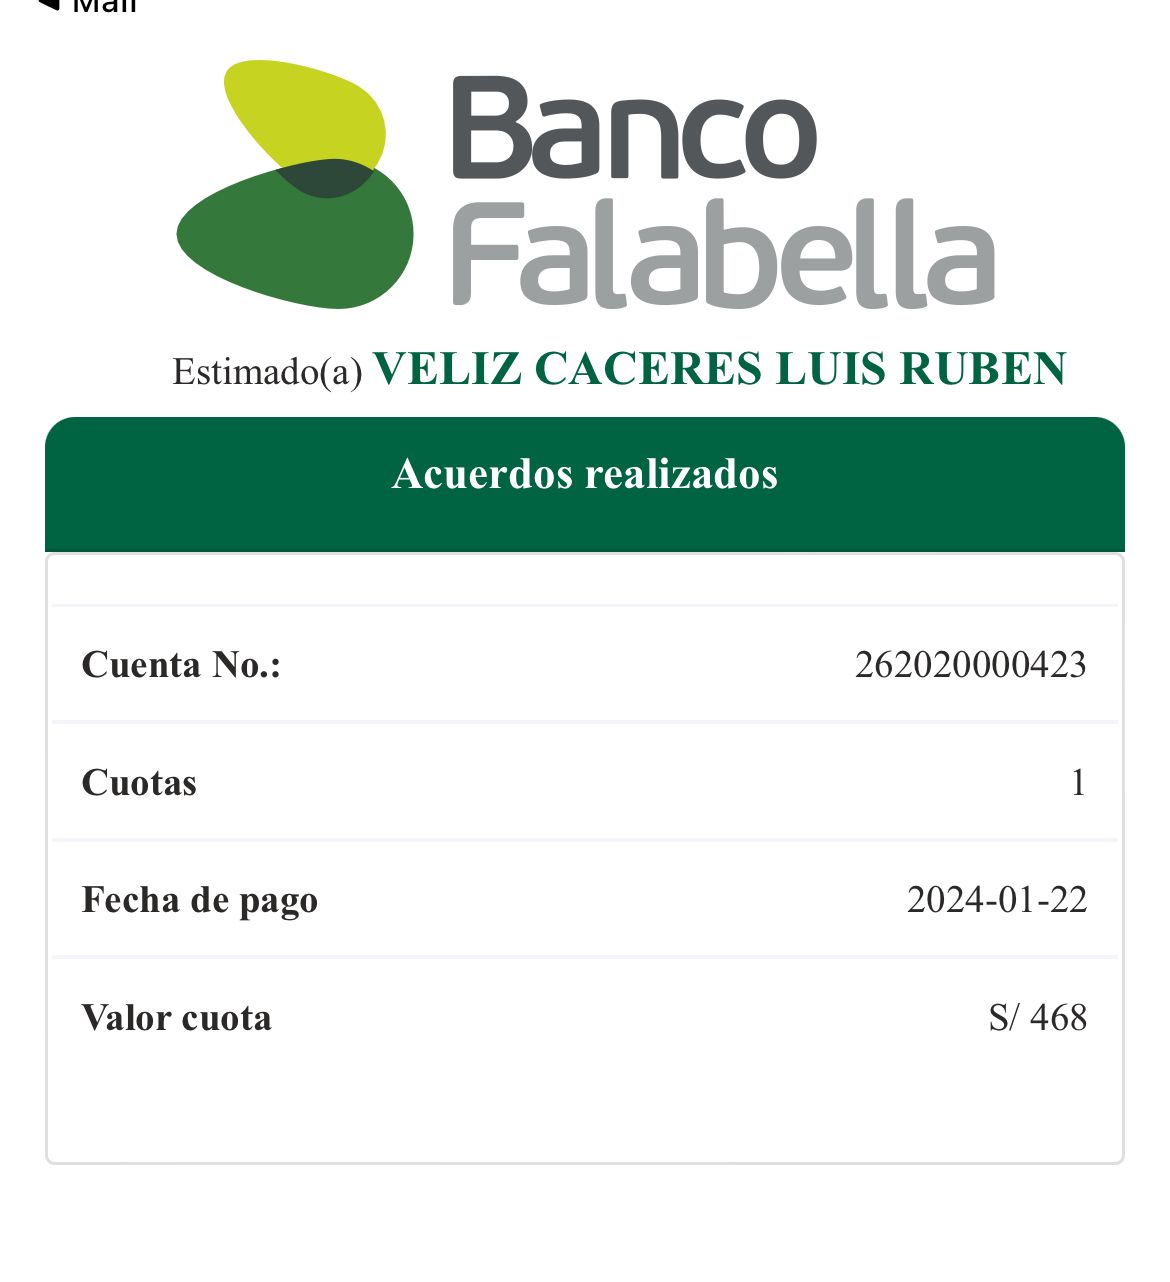 Mail
Banco
Falabella
Estimado(a) VELIZ CACERES LUIS RUBEN
Acuerdos realizados
Cuenta No.: 262020000423
Cuotas 1
Fecha de pago 2024-01-22
Valor cuota S/ 468